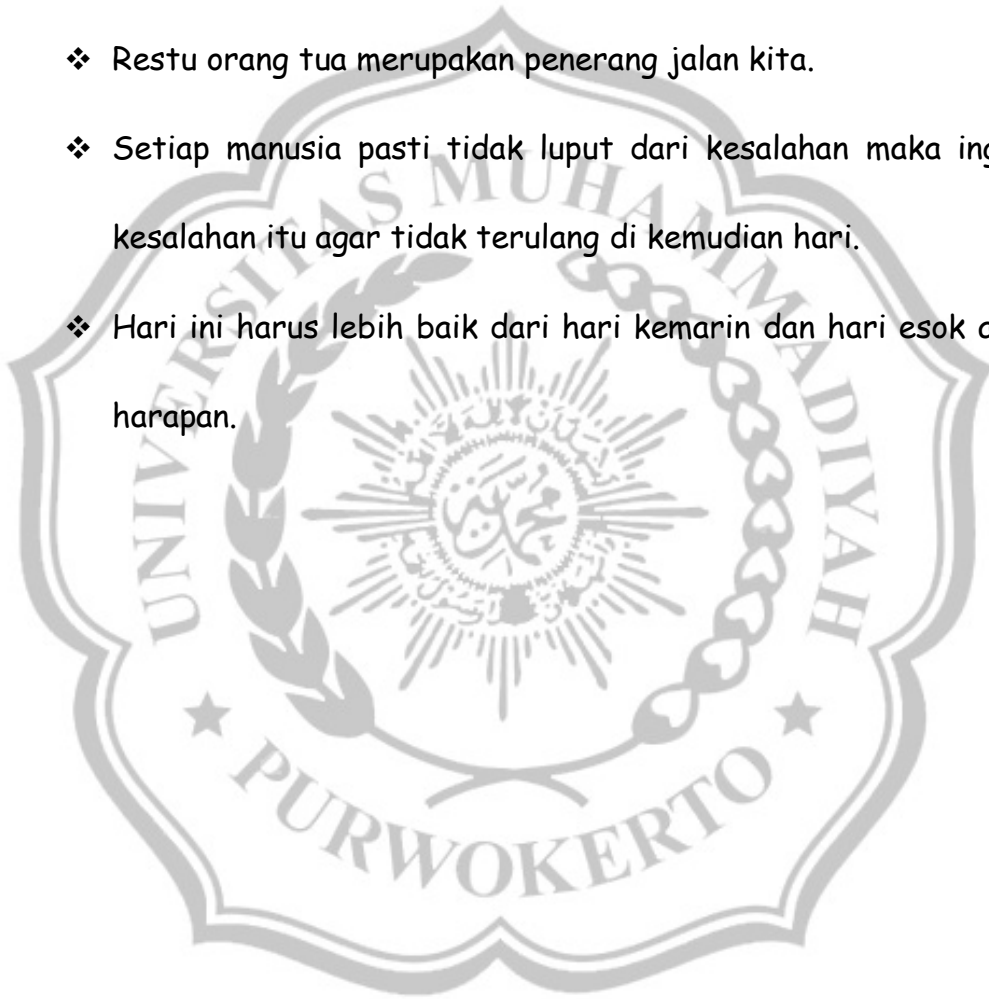 ❖ Restu orang tua merupakan penerang jalan kita.
❖ Setiap manusia pasti tidak luput dari kesalahan maka
kesalahan itu agar tidak terulang di kemudian hari.
❖ Hari ini harus lebih baik dari hari kemarin dan hari esok
harapan.
UNIVERSITAS MUHAMMADIYAH
PURWOKERTO